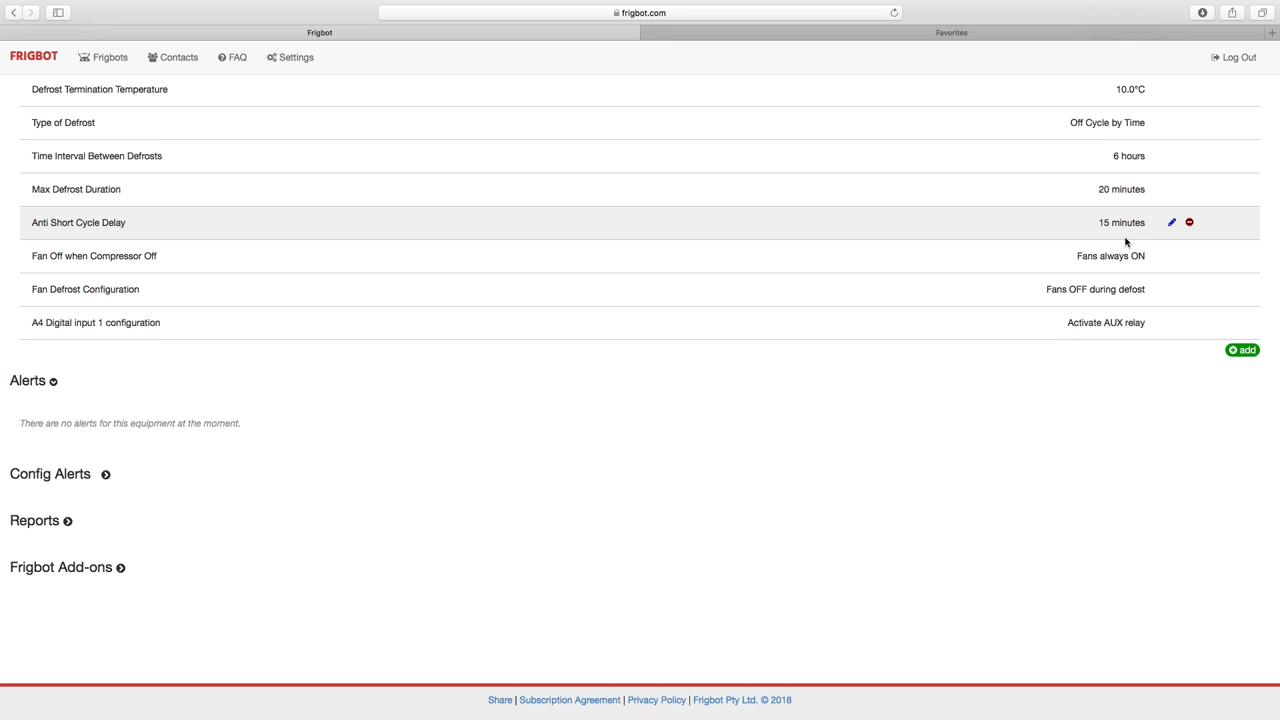 frigbot.com
Frigbot
Favorites
FRIGBOT
Frigbots
Contacts
FAQ
Settings
Log Out
Defrost Termination Temperature 10.0°C
Type of Defrost Off Cycle by Time
Time Interval Between Defrosts 6 hours
Max Defrost Duration 20 minutes
Anti Short Cycle Delay 15 minutes
Fan Off when Compressor Off Fans always ON
Fan Defrost Configuration Fans OFF during defost
A4 Digital input 1 configuration Activate AUX relay
add
Alerts
There are no alerts for this equipment at the moment.
Config Alerts
Reports
Frigbot Add-ons
Share | Subscription Agreement | Privacy Policy | Frigbot Pty Ltd. © 2018